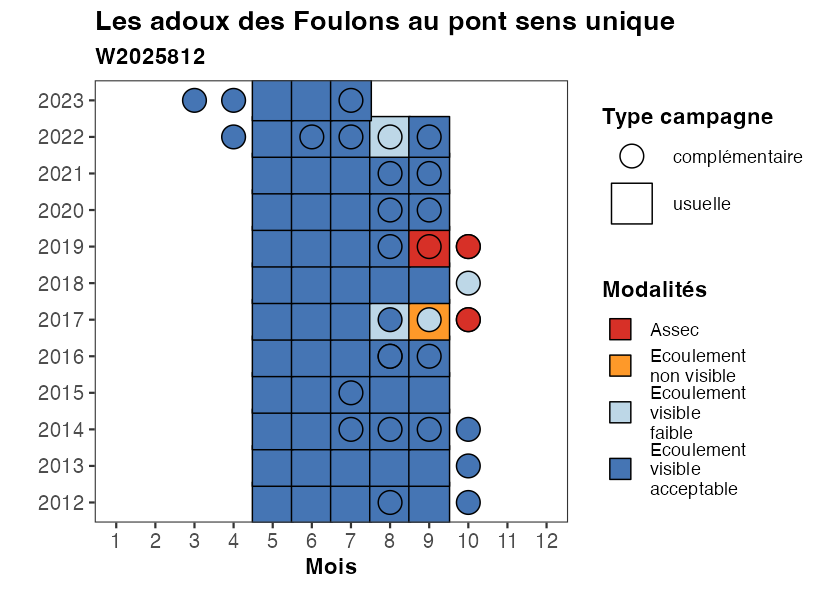 Les adoux des Foulons au pont sens unique
W2025812
2023
2022
2021
2020
2019
2018
2017
2016
2015
2014
2013
2012
1 2 3 4 5 6 7 8 9 10 11 12
Mois
Type campagne
complémentaire
usuelle
Modalités
Assec
Ecoulement
non visible
Ecoulement
visible
faible
Ecoulement
visible
acceptable